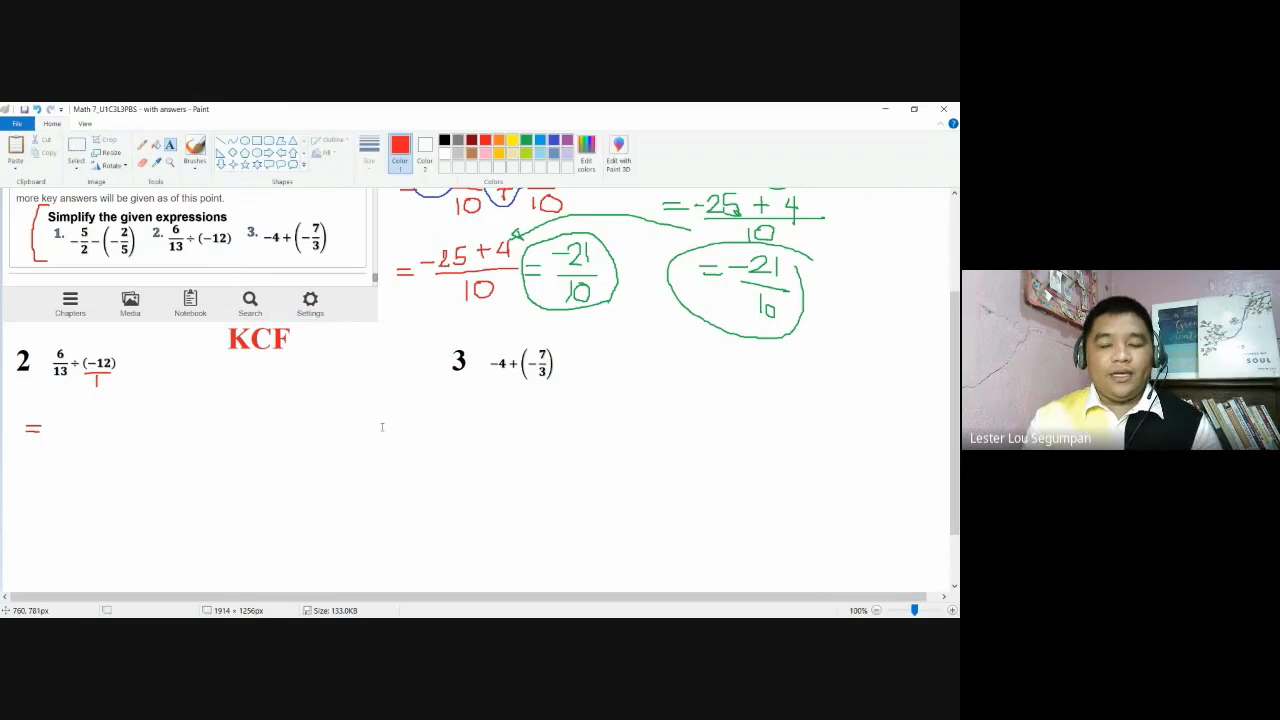 Math 7_U1C3L3PBS - with answers - Paint
File Home View
Paste Cut Copy Clipboard
Select Crop Resize Rotate Image
Tools
Brushes
Outline Fill Shapes
Size
Color 1 Color 2
Edit colors
Colors
Edit with Paint 3D
more key answers will be given as of this point.
Simplify the given expressions
1. -5/2 - (-2/5) 2. 6/13 ÷ (-12) 3. -4 + (-7/3)
Chapters Media Notebook Search Settings
10 + 10
= -25 + 4 / 10 = -21 / 10
= -25 + 4 / 10
= -21 / 10
KCF
2 6/13 ÷ (-12)/1
=
3 -4 + (-7/3)
Lester Lou Segumpan
760, 781px
1914 × 1256px
Size: 133.0KB
100%